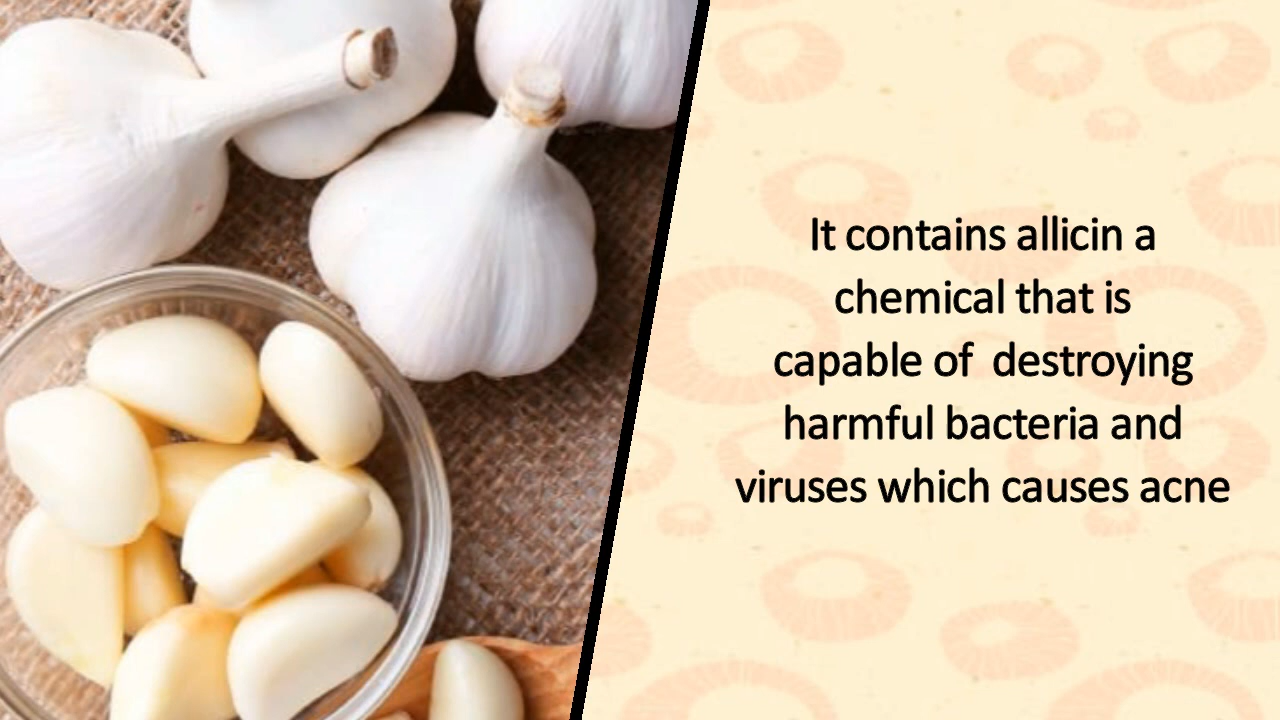 It contains allicin a
chemical that is
capable of  destroying
harmful bacteria and
viruses which causes acne